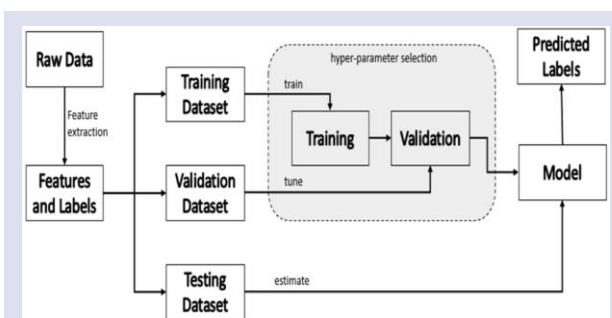 Raw Data
Feature
extraction
Features
and Labels
Training
Dataset
Validation
Dataset
Testing
Dataset
train
tune
estimate
hyper-parameter selection
Training
Validation
Model
Predicted
Labels